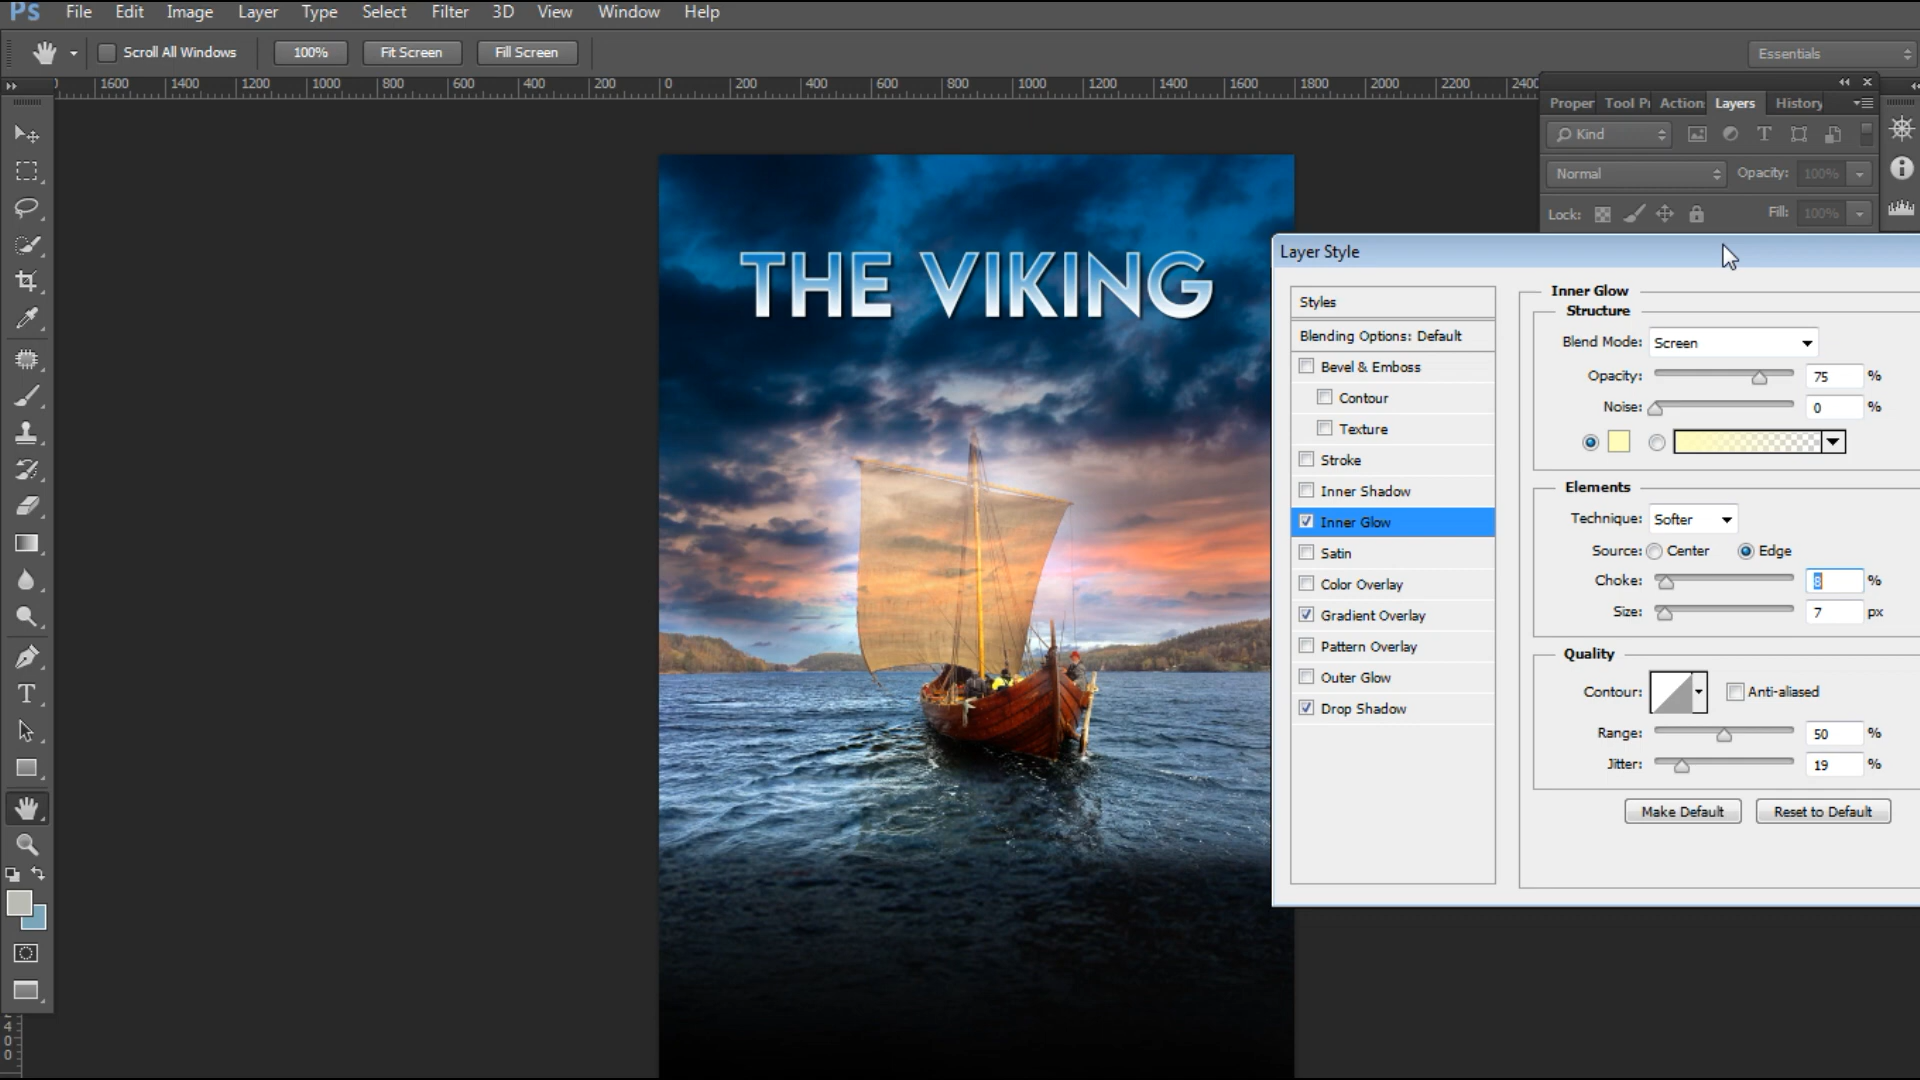 Ps File Edit Image Layer Type Select Filter 3D View Window Help
Scroll All Windows 100% Fit Screen Fill Screen Essentials
1600 1400 1200 1000 800 600 400 200 0 200 400 600 800 1000 1200 1400 1600 1800 2000 2200 2400
Proper Tool Pr Action Layers History
Kind
Normal Opacity: 100%
Lock: Fill: 100%
THE VIKING
Layer Style
Styles
Blending Options: Default
Bevel & Emboss
Contour
Texture
Stroke
Inner Shadow
Inner Glow
Satin
Color Overlay
Gradient Overlay
Pattern Overlay
Outer Glow
Drop Shadow
Inner Glow
Structure
Blend Mode: Screen
Opacity: 75 %
Noise: 0 %
Elements
Technique: Softer
Source: Center Edge
Choke: 8 %
Size: 7 px
Quality
Contour: Anti-aliased
Range: 50 %
Jitter: 19 %
Make Default Reset to Default
2
4
0
0